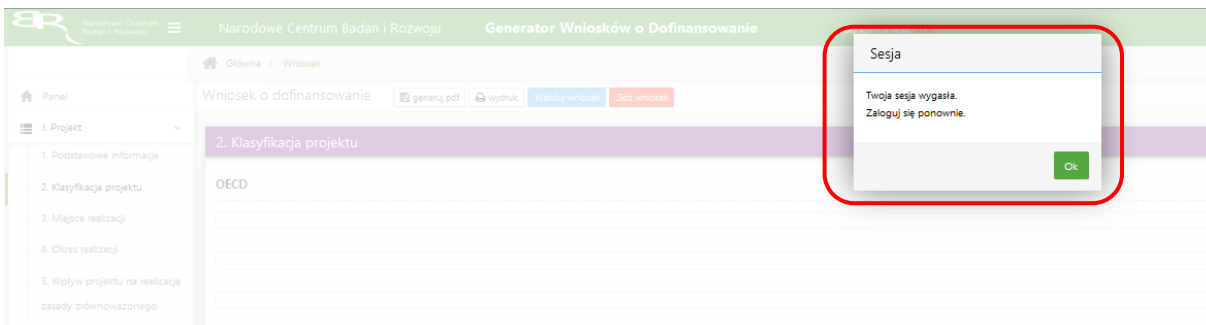 Narodowe Centrum
Badań i Rozwoju
Narodowe Centrum Badań i Rozwoju
Generator Wniosków o Dofinansowanie
Główna / Wniosek
Panel
I. Projekt
1. Podstawowe informacje
2. Klasyfikacja projektu
3. Miejsce realizacji
4. Okres realizacji
5. Wpływ projektu na realizację
zasady zrównoważonego
Wniosek o dofinansowanie
generuj pdf
wydruk
Waliduj wniosek
Złóż wniosek
2. Klasyfikacja projektu
OECD
Sesja
Twoja sesja wygasła.
Zaloguj się ponownie.
Ok